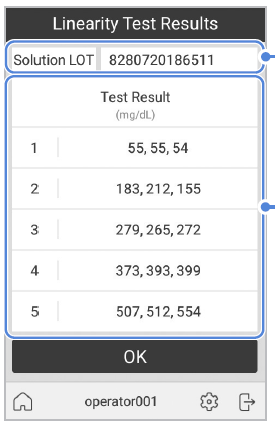 Linearity Test Results
Solution LOT 8280720186511
Test Result
(mg/dL)
1 55, 55, 54
2 183, 212, 155
3 279, 265, 272
4 373, 393, 399
5 507, 512, 554
OK
operator001